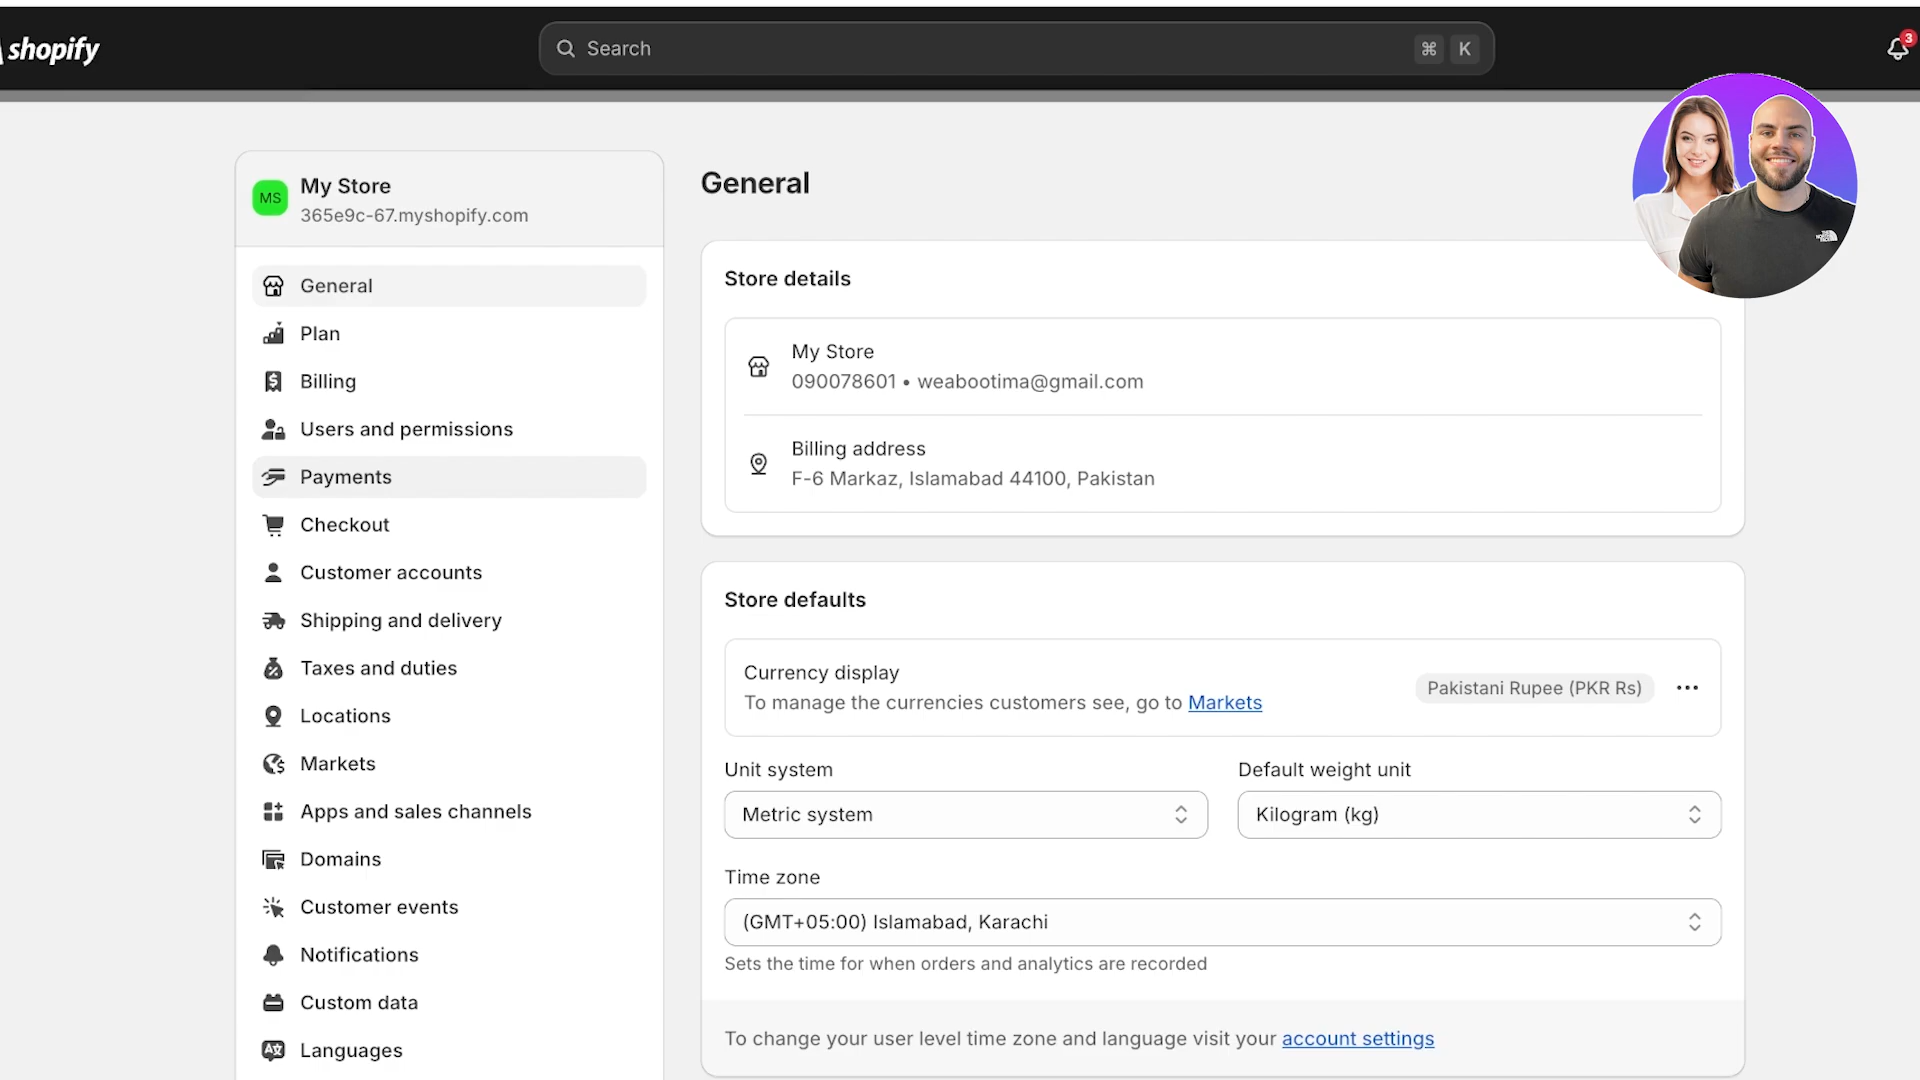 shopify
Search
⌘ K
3
MS
My Store
365e9c-67.myshopify.com
General
Plan
Billing
Users and permissions
Payments
Checkout
Customer accounts
Shipping and delivery
Taxes and duties
Locations
Markets
Apps and sales channels
Domains
Customer events
Notifications
Custom data
Languages
General
Store details
My Store
090078601 • weabootima@gmail.com
Billing address
F-6 Markaz, Islamabad 44100, Pakistan
Store defaults
Currency display
To manage the currencies customers see, go to Markets
Pakistani Rupee (PKR Rs)
Unit system
Metric system
Default weight unit
Kilogram (kg)
Time zone
(GMT+05:00) Islamabad, Karachi
Sets the time for when orders and analytics are recorded
To change your user level time zone and language visit your account settings